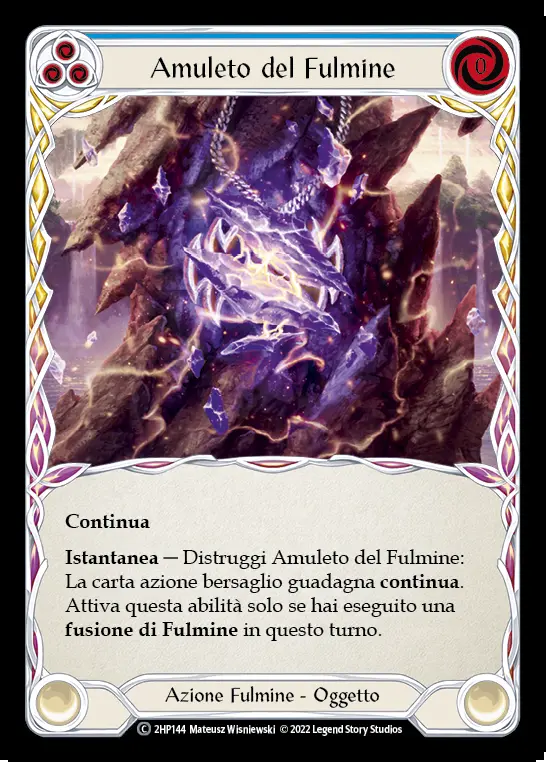 Amuleto del Fulmine
0
Continua
Istantanea — Distruggi Amuleto del Fulmine:
La carta azione bersaglio guadagna continua.
Attiva questa abilità solo se hai eseguito una
fusione di Fulmine in questo turno.
Azione Fulmine - Oggetto
C 2HP144 Mateusz Wisniewski © 2022 Legend Story Studios